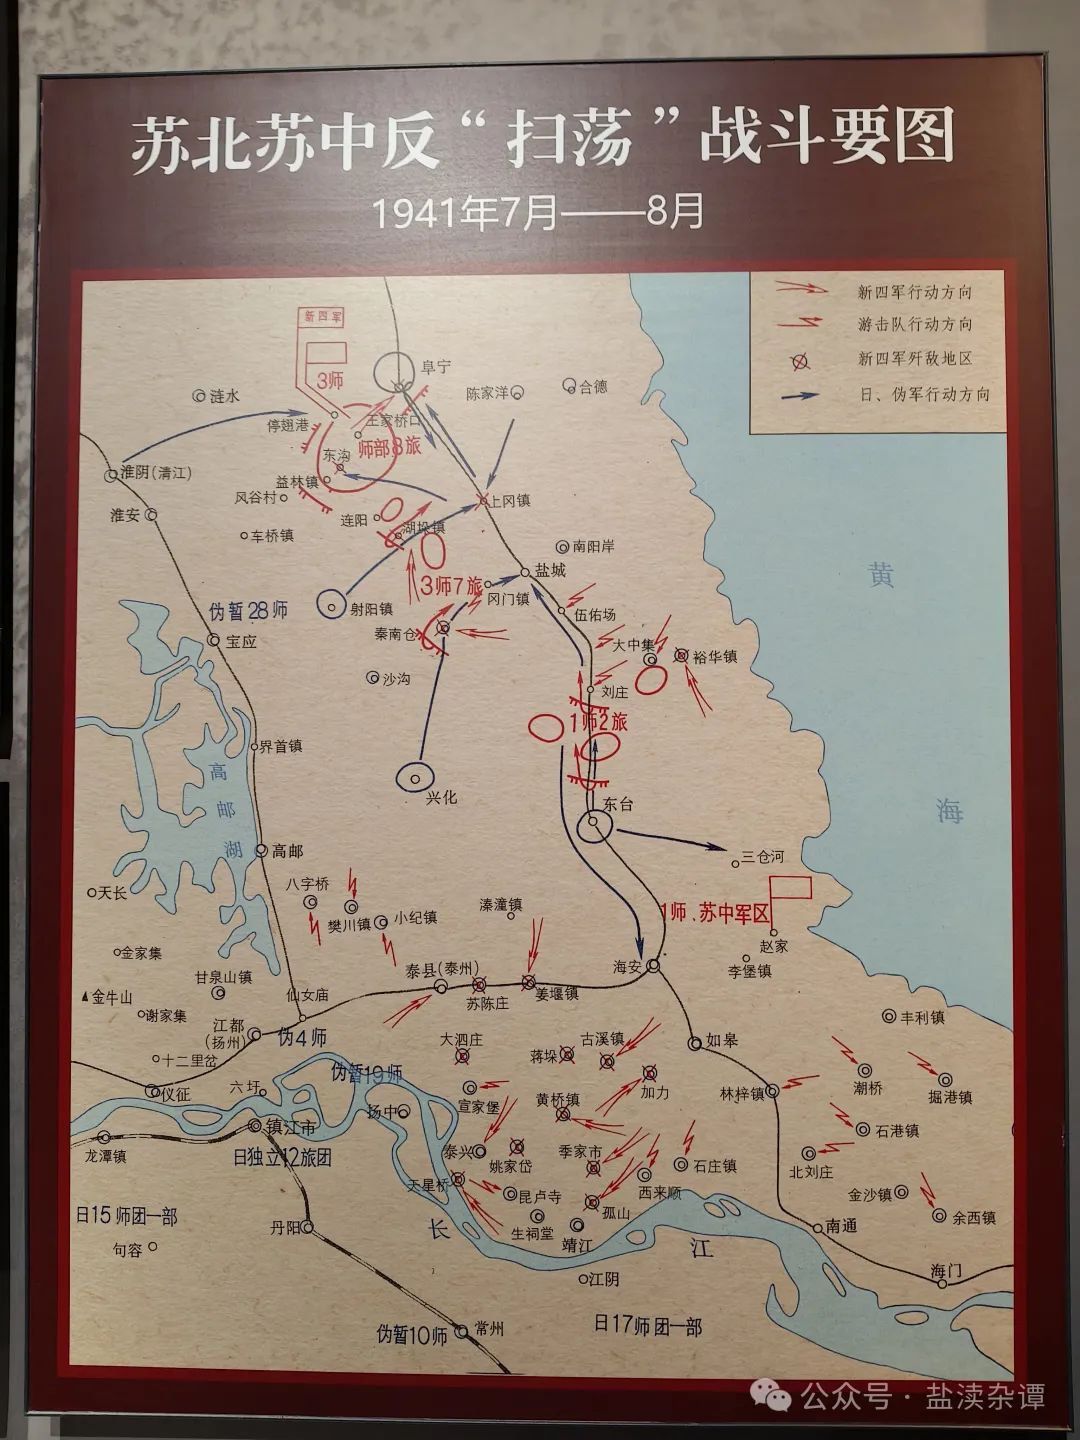 苏北苏中反“扫荡”战斗要图
1941年7月——8月
新四军行动方向
游击队行动方向
新四军歼敌地区
日、伪军行动方向
新四军
3师
阜宁
涟水
陈家洋
合德
停翅港
王家桥口
师部8旅
东沟
淮阴(清江)
益林镇
风谷村
上冈镇
淮安
连阳
湖垛镇
车桥镇
南阳岸
盐城
3师7旅
冈门镇
伪暂28师
射阳镇
伍佑场
秦南仓
宝应
大中集
裕华镇
沙沟
刘庄
1师2旅
界首镇
黄
海
高
邮
湖
兴化
东台
高邮
三仓河
八字桥
天长
樊川镇
小纪镇
溱潼镇
1师、苏中军区
赵家
金家集
泰县(泰州)
海安
李堡镇
甘泉山镇
金牛山
仙女庙
苏陈庄
姜堰镇
谢家集
江都
(扬州)
伪4师
丰利镇
大泗庄
蒋垛
古溪镇
如皋
十二里岔
伪暂19师
潮桥
掘港镇
仪征
六圩
宣家堡
加力
林梓镇
扬中
黄桥镇
镇江市
石港镇
龙潭镇
日独立12旅团
泰兴
姚家岱
季家市
石庄镇
北刘庄
天星桥
昆卢寺
西来顺
金沙镇
余西镇
日15师团一部
丹阳
长
生祠堂
孤山
南通
句容
靖江
江
江阴
海门
伪暂10师
常州
日17师团一部
公众号·盐渎杂谭